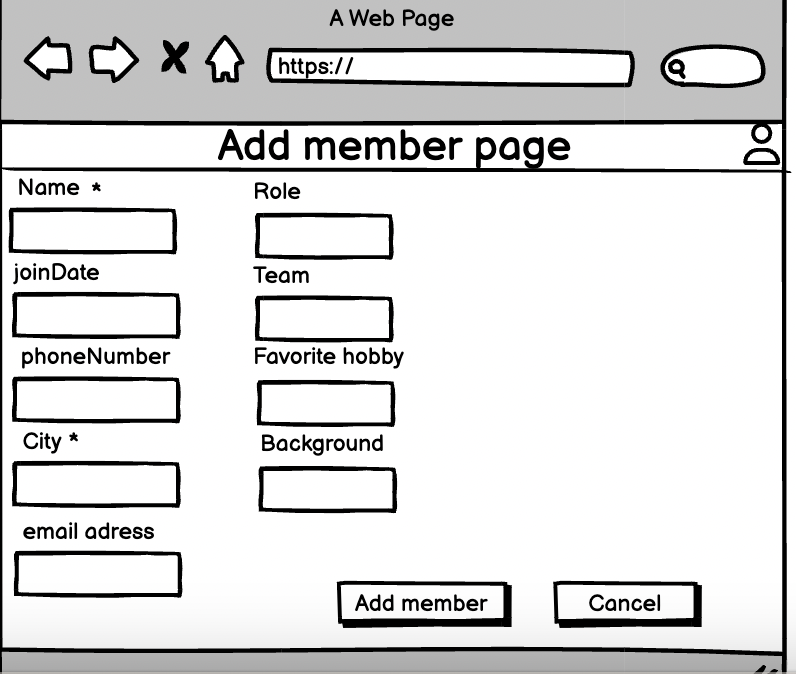 A Web Page
https://
Add member page
Name *
Role
joinDate
Team
phoneNumber
Favorite hobby
City *
Background
email adress
Add member
Cancel